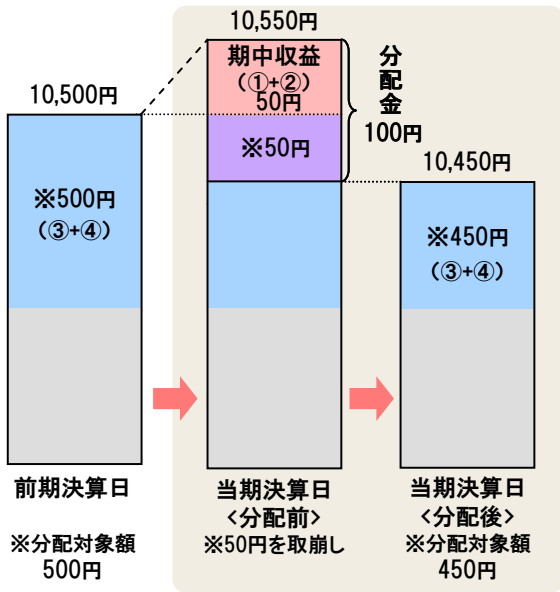 10,500円
※500円
(③+④)
前期決算日
※分配対象額
500円
10,550円
期中収益
(①+②)
50円
※50円
分配金
100円
当期決算日
<分配前>
※50円を取崩し
10,450円
※450円
(③+④)
当期決算日
<分配後>
※分配対象額
450円